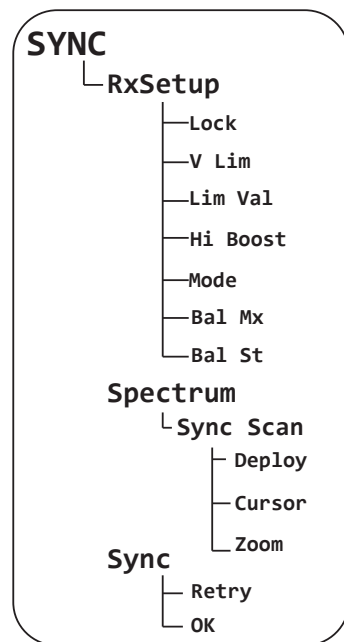 SYNC
RxSetup
Lock
V Lim
Lim Val
Hi Boost
Mode
Bal Mx
Bal St
Spectrum
Sync Scan
Deploy
Cursor
Zoom
Sync
Retry
OK